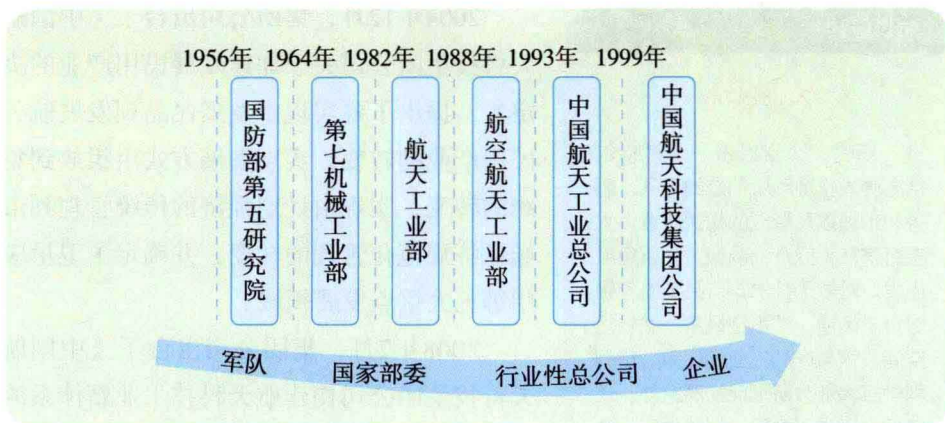 1956年 1964年 1982年 1988年 1993年 1999年
国防部第五研究院
第七机械工业部
航天工业部
航空航天工业部
中国航天工业总公司
中国航天科技集团公司
军队 国家部委 行业性总公司 企业